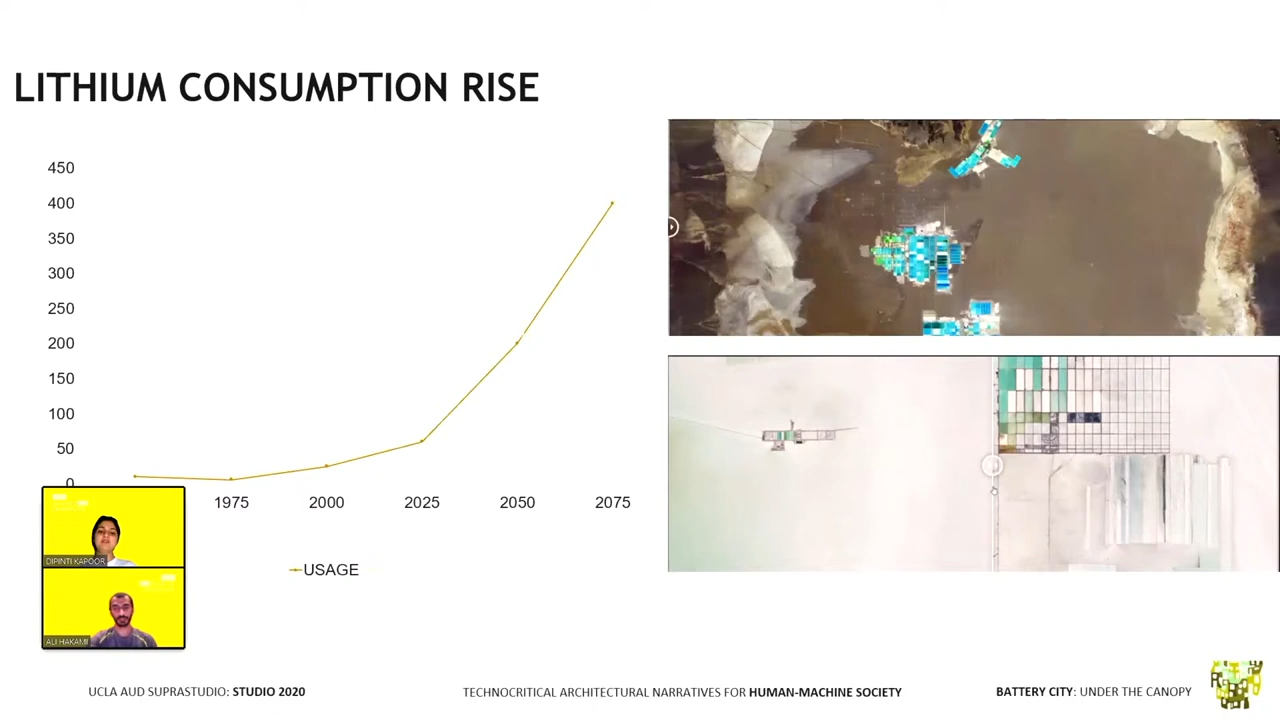 LITHIUM CONSUMPTION RISE
450
400
350
300
250
200
150
100
50
0
1975 2000 2025 2050 2075
USAGE
DIPINTI KAPOOR
ALI HAKAMI
UCLA AUD SUPRASTUDIO: STUDIO 2020
TECHNOCRITICAL ARCHITECTURAL NARRATIVES FOR HUMAN-MACHINE SOCIETY
BATTERY CITY: UNDER THE CANOPY